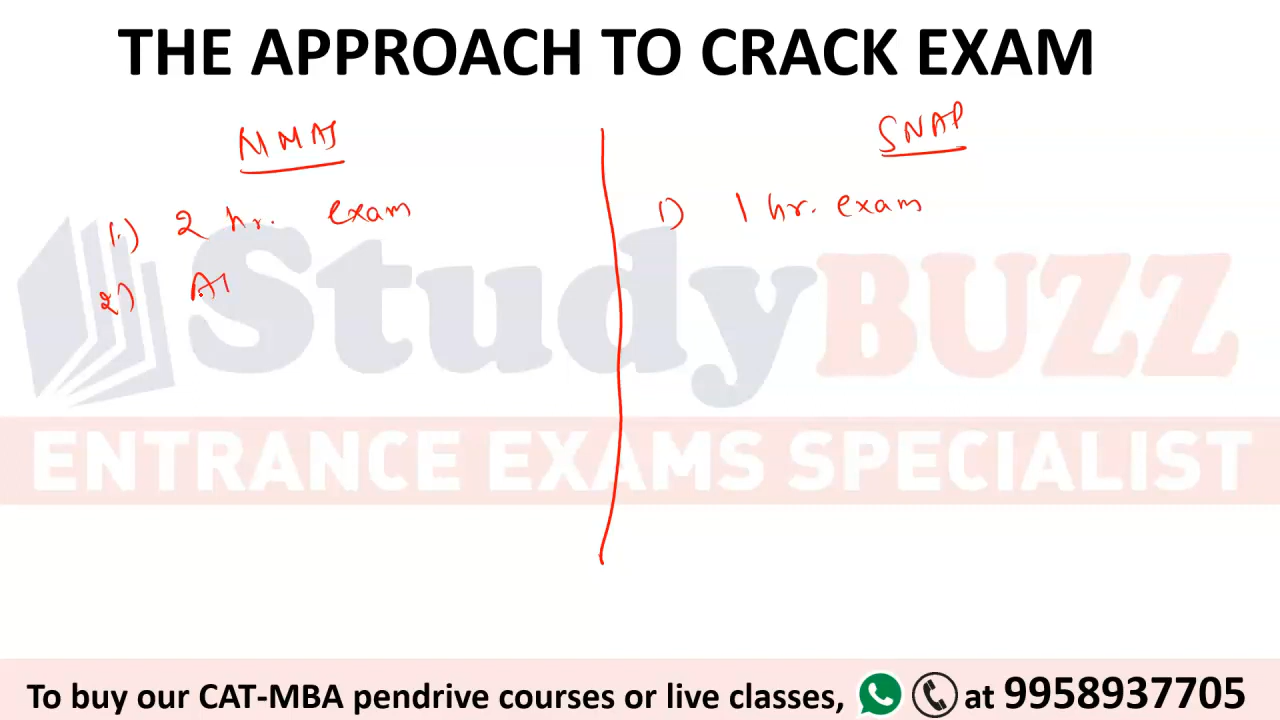 THE APPROACH TO CRACK EXAM
NMAT
1.) 2 hr. exam
2)
SNAP
1) 1 hr. exam
StudyBUZZ
ENTRANCE EXAMS SPECIALIST
To buy our CAT-MBA pendrive courses or live classes, at 9958937705